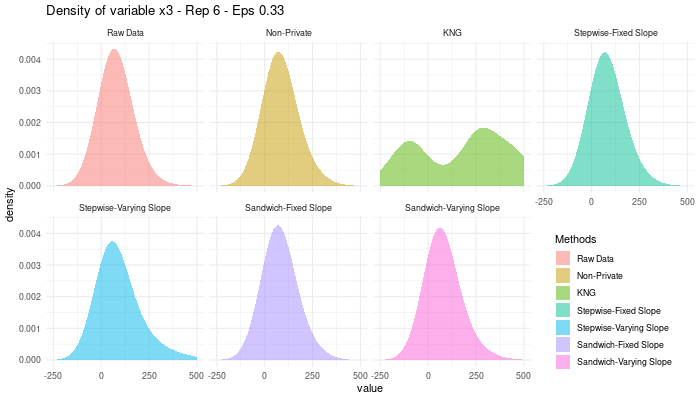 Density of variable x3 - Rep 6 - Eps 0.33
Raw Data
Non-Private
KNG
Stepwise-Fixed Slope
0.004
0.003
0.002
0.001
0.000
-250 0 250 500
density
Stepwise-Varying Slope
Sandwich-Fixed Slope
Sandwich-Varying Slope
0.004
0.003
0.002
0.001
0.000
-250 0 250 500
-250 0 250 500
-250 0 250 500
value
Methods
Raw Data
Non-Private
KNG
Stepwise-Fixed Slope
Stepwise-Varying Slope
Sandwich-Fixed Slope
Sandwich-Varying Slope